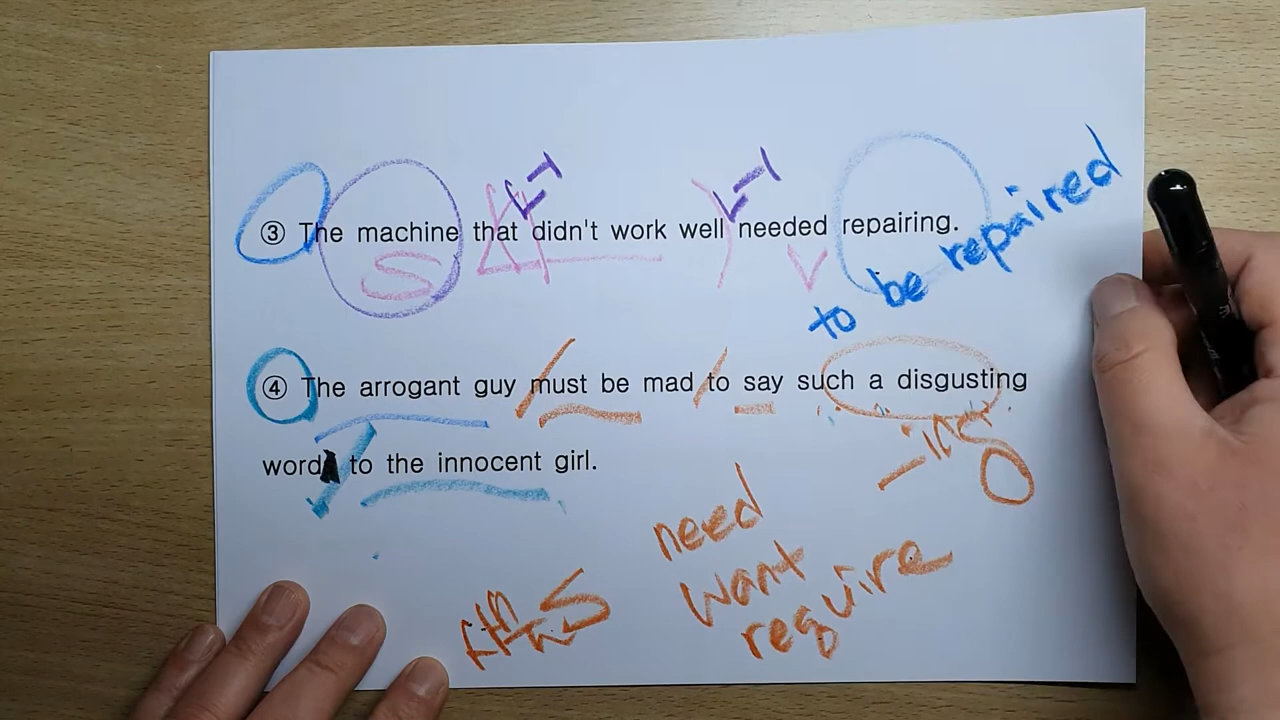 ③ The machine that didn't work well needed repairing.
to be repaired
④ The arrogant guy must be mad to say such a disgusting
word to the innocent girl.
S
V
-ing
need
want
require